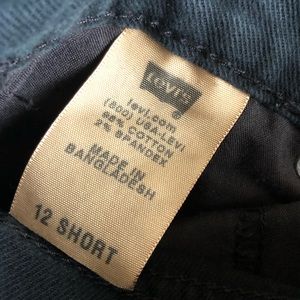 Levi's
®
levi.com
(800) USA-LEVI
98% COTTON
2% SPANDEX
MADE IN
BANGLADESH
12 SHORT